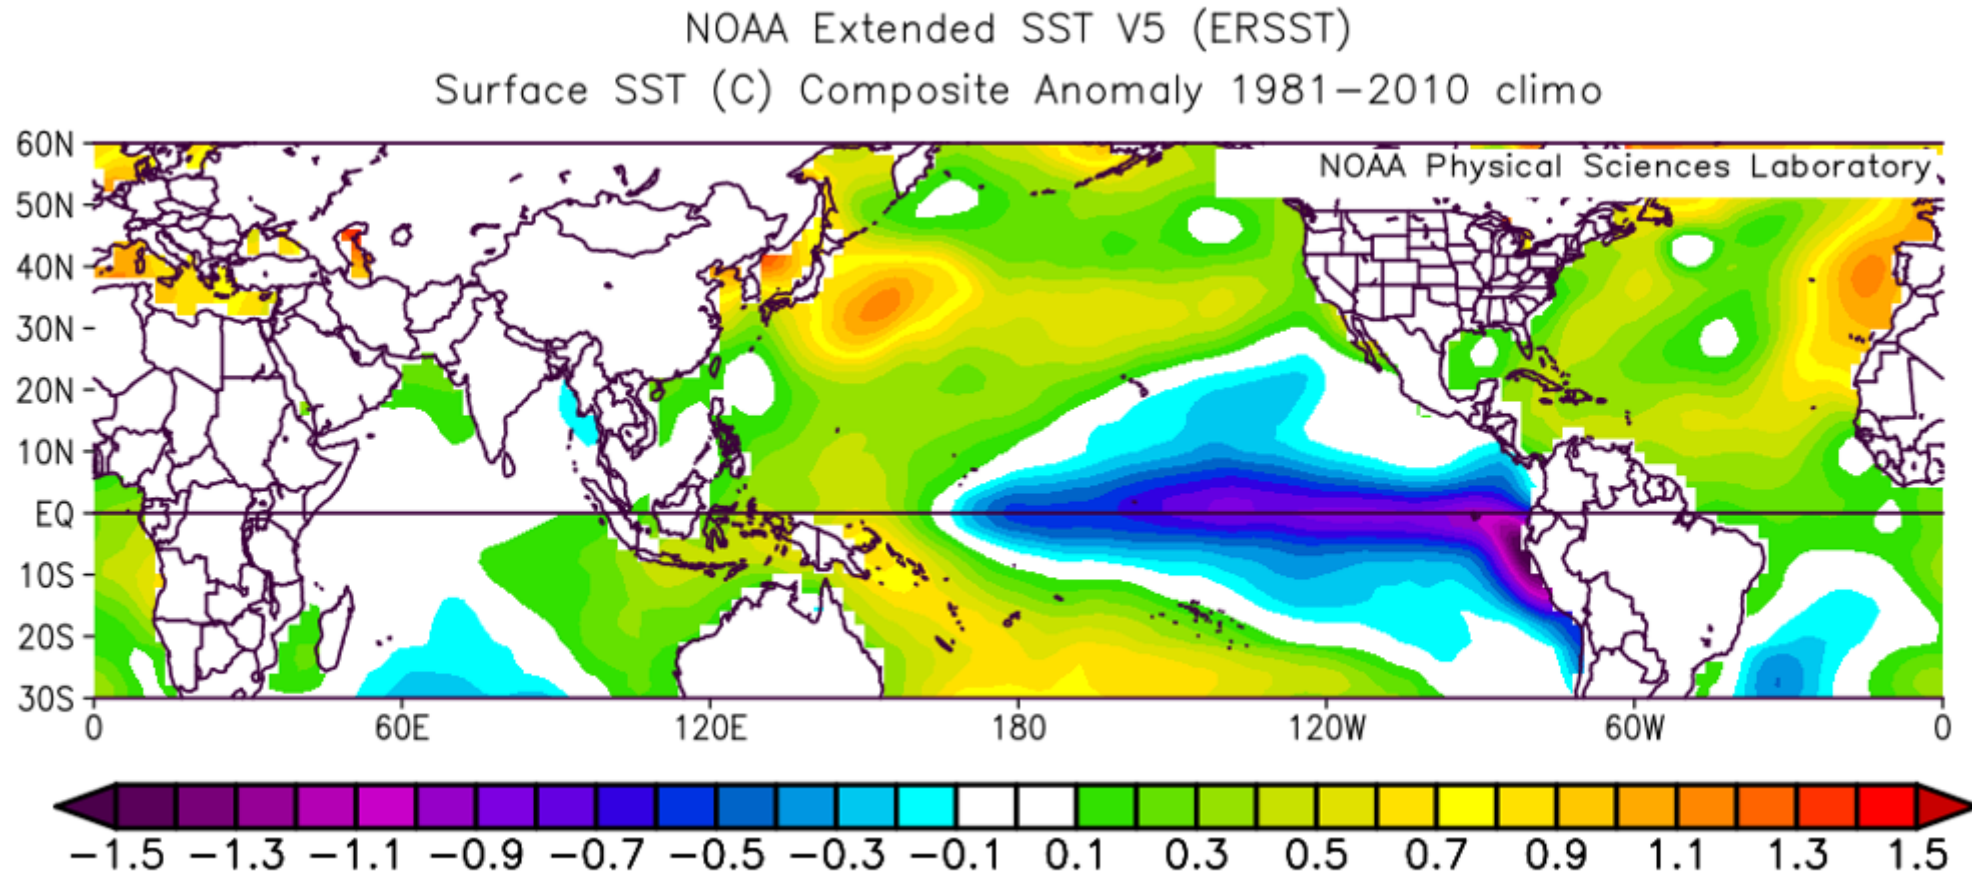 NOAA Extended SST V5 (ERSST)
Surface SST (C) Composite Anomaly 1981−2010 climo
NOAA Physical Sciences Laboratory
60N
50N
40N
30N
20N
10N
EQ
10S
20S
30S
0 60E 120E 180 120W 60W 0
−1.5 −1.3 −1.1 −0.9 −0.7 −0.5 −0.3 −0.1 0.1 0.3 0.5 0.7 0.9 1.1 1.3 1.5